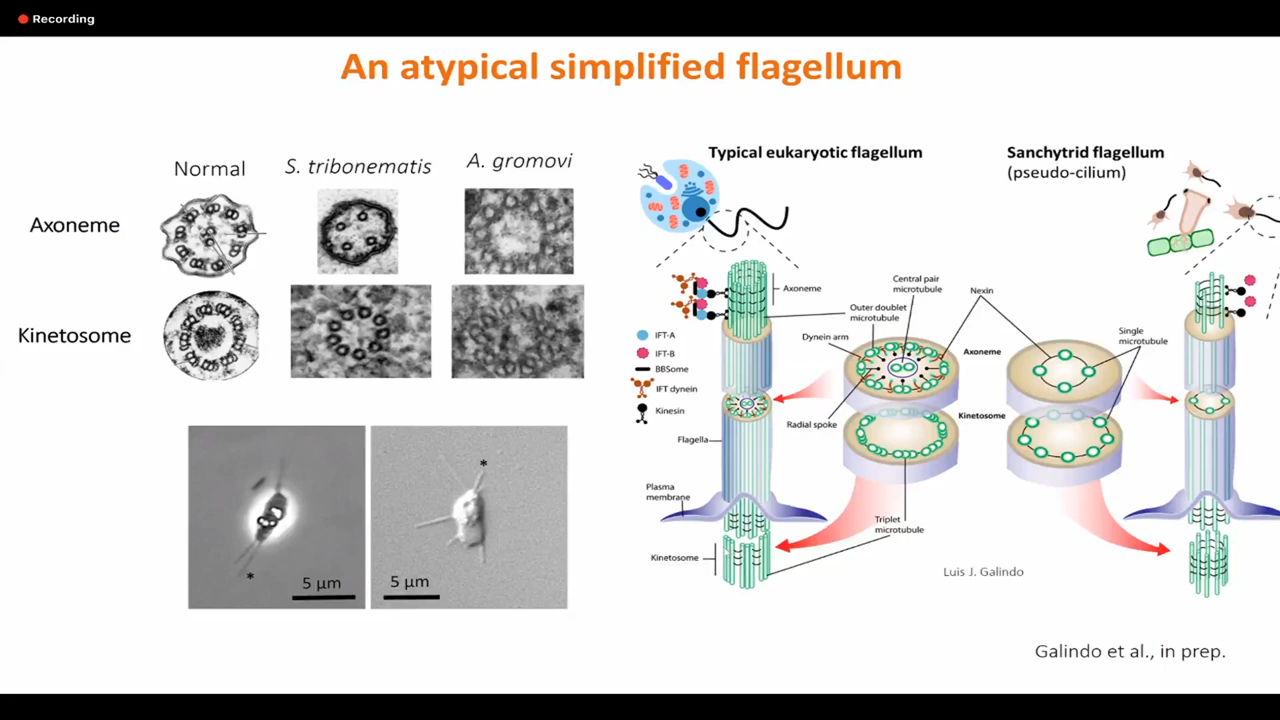 Recording
An atypical simplified flagellum
Normal
S. tribonematis
A. gromovi
Axoneme
Kinetosome
*
5 μm
*
5 μm
Typical eukaryotic flagellum
Sanchytrid flagellum
(pseudo-cilium)
Axoneme
Central pair
microtubule
Nexin
Outer doublet
microtubule
Dynein arm
Single
microtubule
Axoneme
IFT-A
IFT-B
BBSome
IFT dynein
Kinesin
Kinetosome
Radial spoke
Flagella
Plasma
membrane
Triplet
microtubule
Kinetosome
Luis J. Galindo
Galindo et al., in prep.